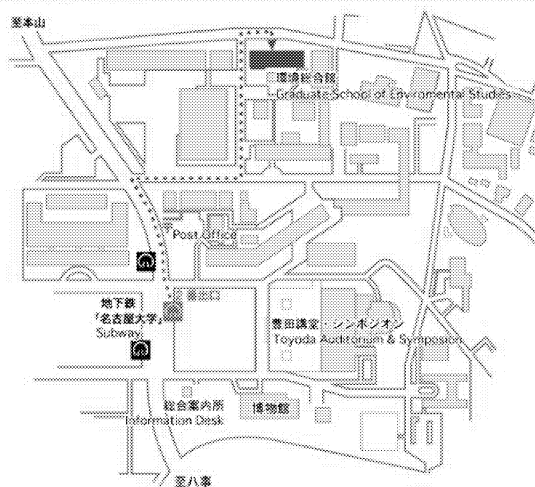 至本山
環境総合館
Graduate School of Enviromental Studies
Post Office
地下鉄
「名古屋大学」
Subway
豊田講堂・シンポジオン
Toyoda Auditorium & Symposion
総合案内所
Information Desk
博物館
至八事